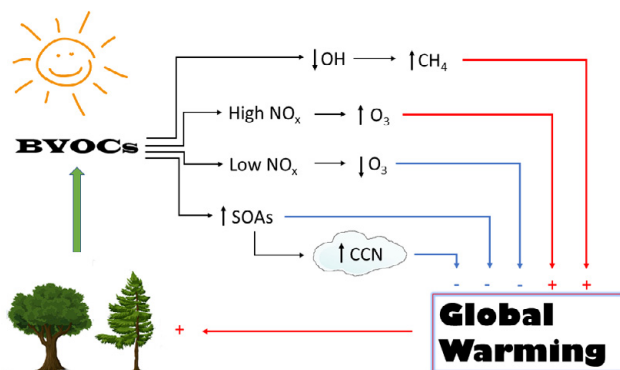 ↓OH → ↑CH₄
BVOCs
High NOₓ → ↑ O₃
Low NOₓ → ↓ O₃
↑ SOAs
↑ CCN
- - - + +
+
Global
Warming